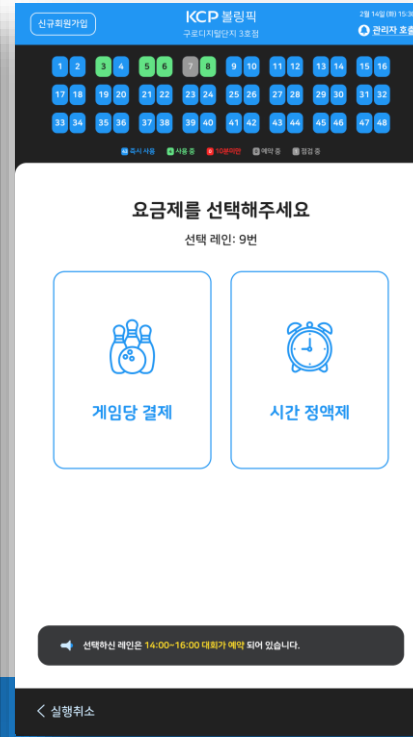 신규회원가입
KCP 볼링픽
구로디지털단지 3호점
2월 14일(화) 15:30
관리자 호출
1 2 3 4 5 6 7 8 9 10 11 12 13 14 15 16
17 18 19 20 21 22 23 24 25 26 27 28 29 30 31 32
33 34 35 36 37 38 39 40 41 42 43 44 45 46 47 48
즉시 사용 사용 중 10분미만 예약 중 점검 중
요금제를 선택해주세요
선택 레인: 9번
게임당 결제
시간 정액제
선택하신 레인은 14:00~16:00 대회가 예약 되어 있습니다.
< 실행취소